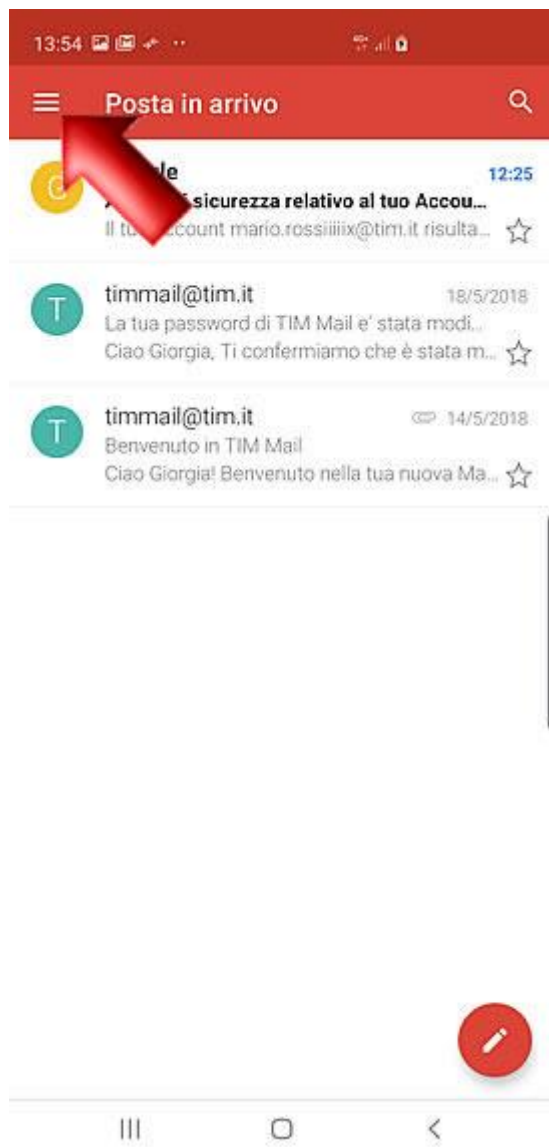 13:54
Posta in arrivo
12:25
sicurezza relativo al tuo Accou...
Il tu account mario.rossiiiiix@tim.it risulta...
T
timmail@tim.it
18/5/2018
La tua password di TIM Mail e' stata modi...
Ciao Giorgia, Ti confermiamo che è stata m...
T
timmail@tim.it
14/5/2018
Benvenuto in TIM Mail
Ciao Giorgia! Benvenuto nella tua nuova Ma...